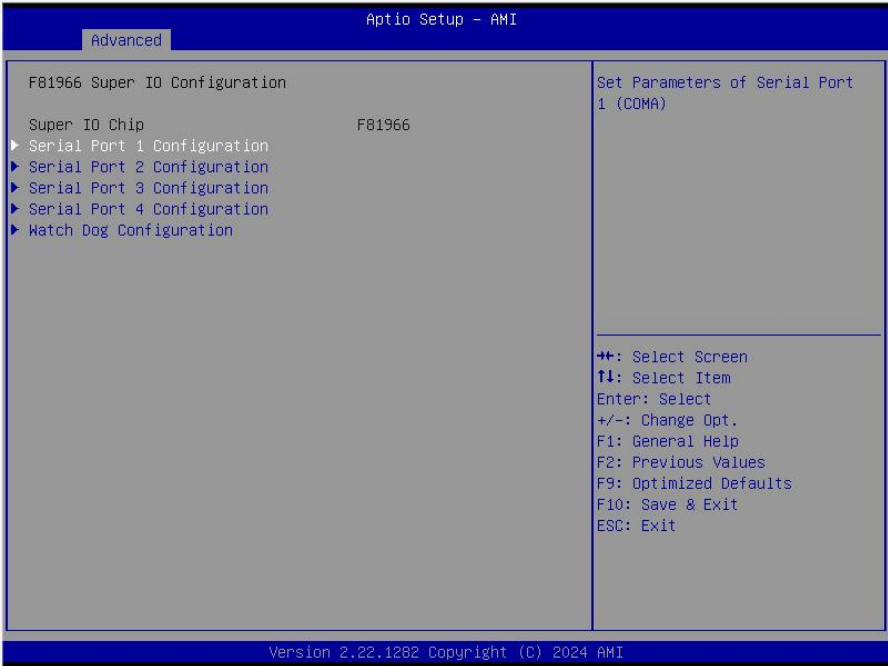 Aptio Setup – AMI
Advanced
F81966 Super IO Configuration
Super IO Chip F81966
▶ Serial Port 1 Configuration
▶ Serial Port 2 Configuration
▶ Serial Port 3 Configuration
▶ Serial Port 4 Configuration
▶ Watch Dog Configuration
Set Parameters of Serial Port
1 (COMA)
→←: Select Screen
↑↓: Select Item
Enter: Select
+/-: Change Opt.
F1: General Help
F2: Previous Values
F9: Optimized Defaults
F10: Save & Exit
ESC: Exit
Version 2.22.1282 Copyright (C) 2024 AMI